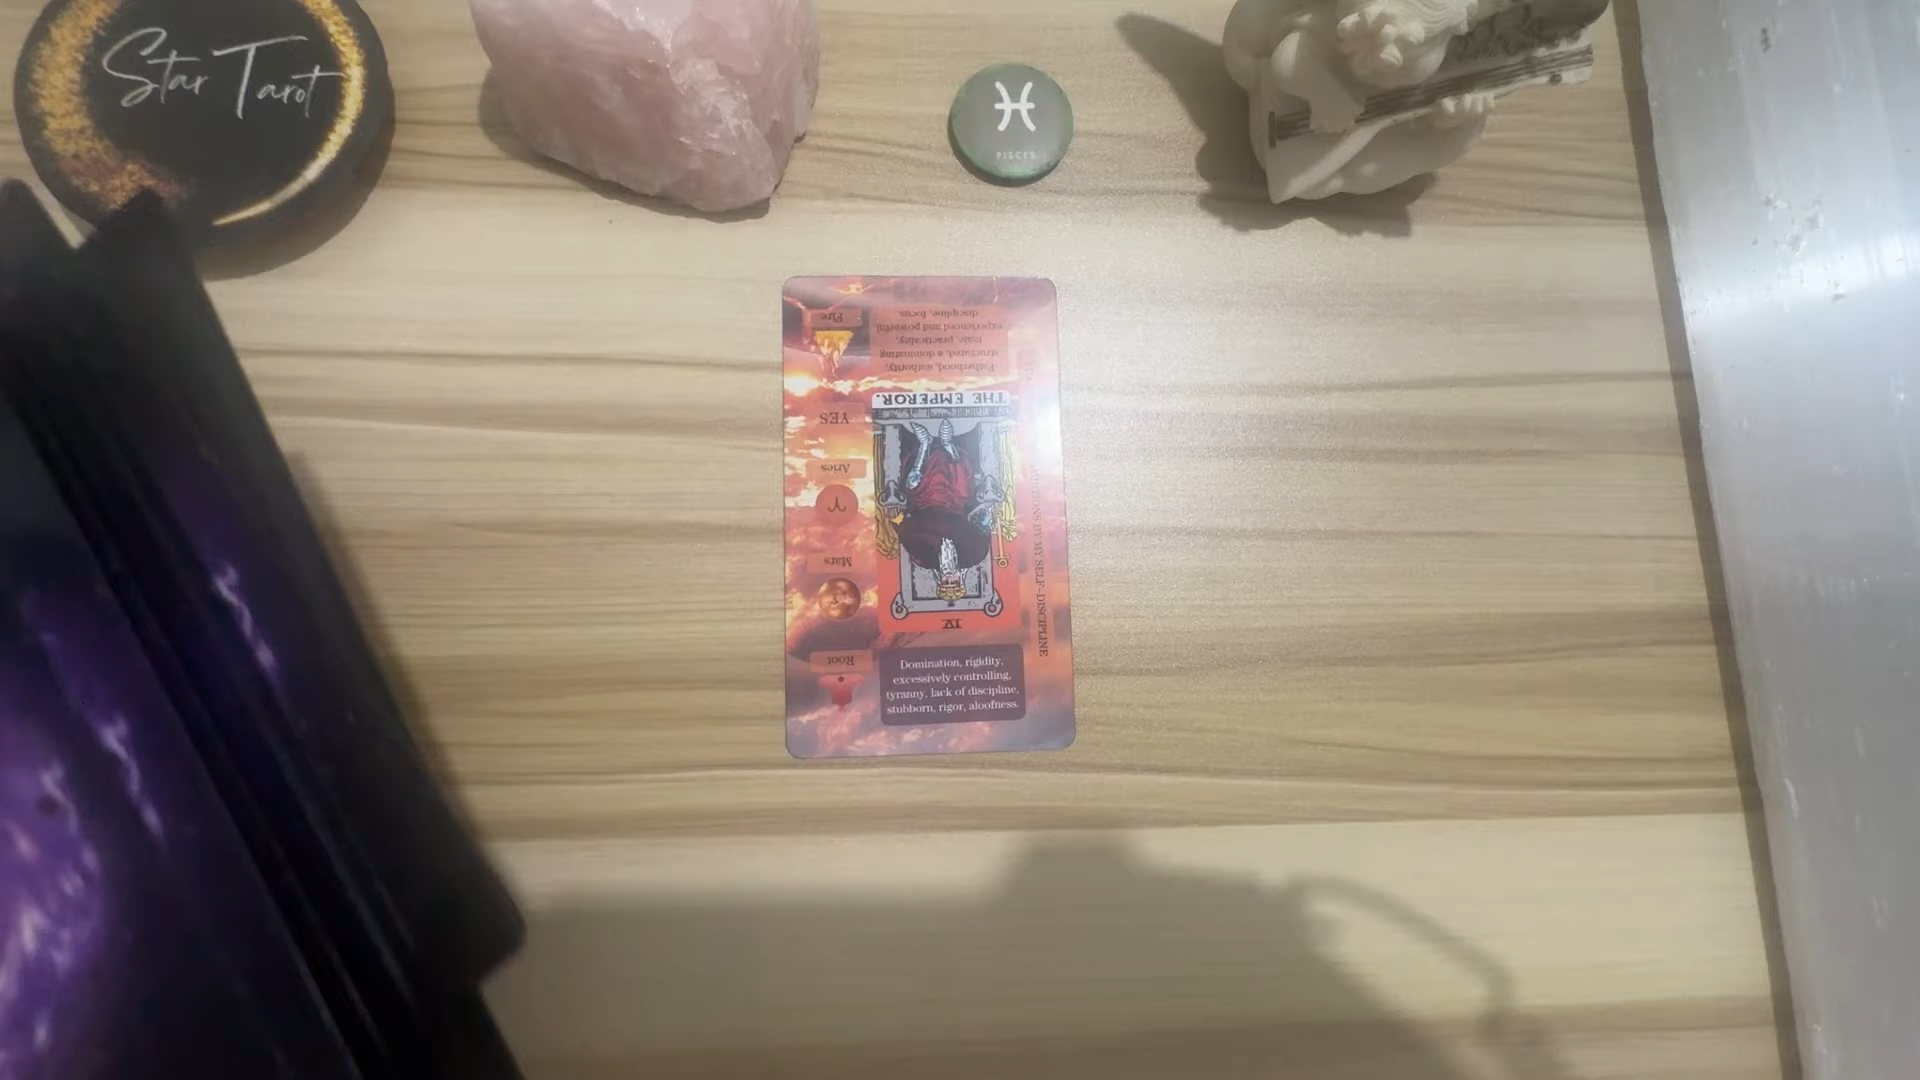 Star Tarot
PISCES
Fire
Fatherhood, authority,
structured, a dominating
male, practicality,
experienced and powerful
discipline, focus.
THE EMPEROR.
YES
Aries
Mars
Root
IV
BY MY SELF-DISCIPLINE
Domination, rigidity,
excessively controlling,
tyranny, lack of discipline,
stubborn, rigor, aloofness.